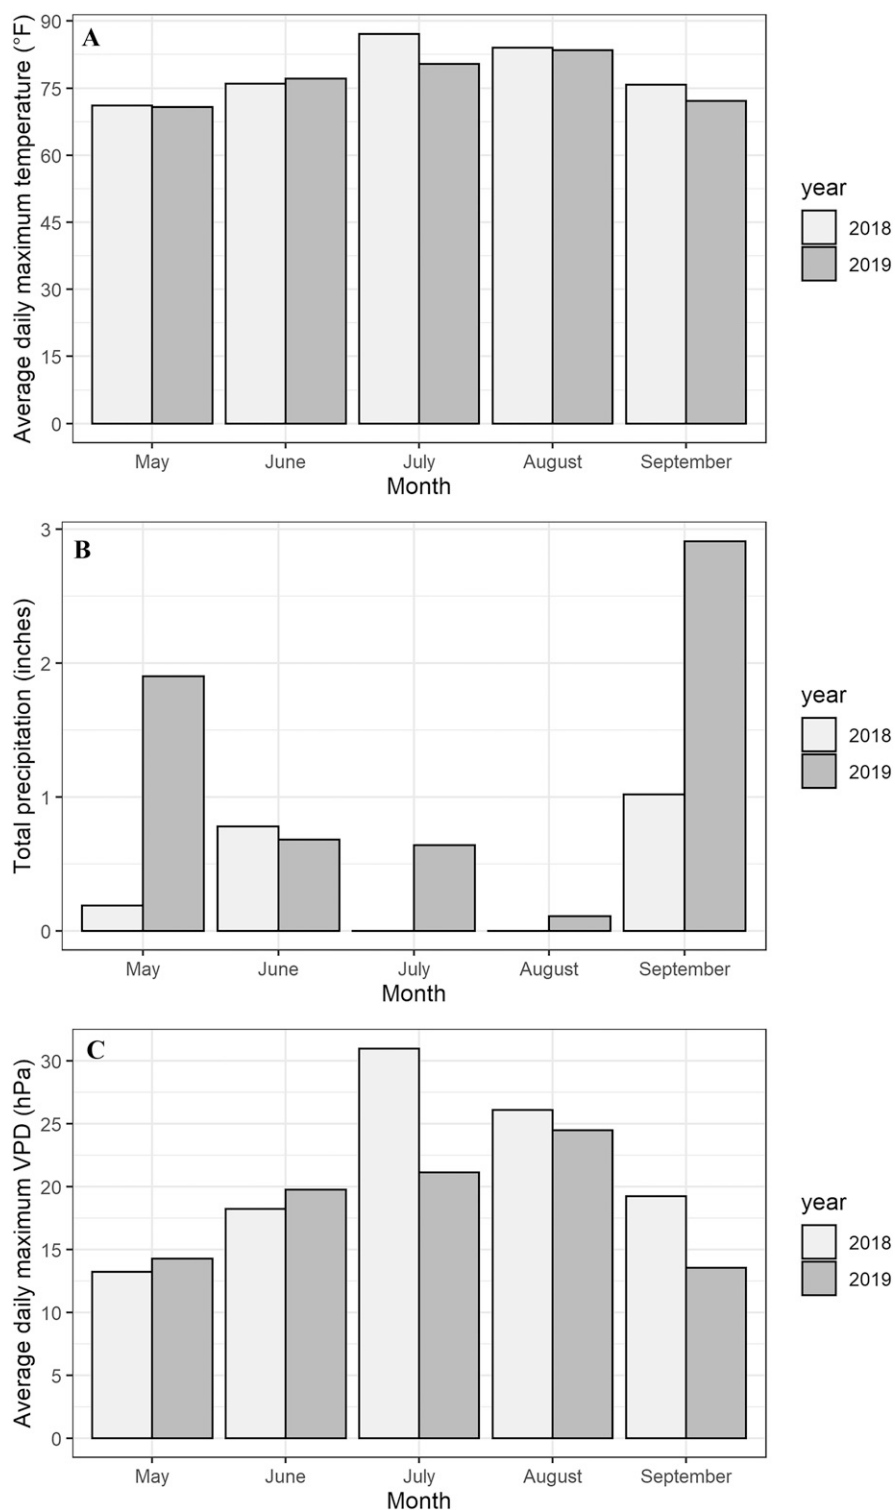 A
Average daily maximum temperature (°F)
90
75
60
45
30
15
0
May June July August September
Month
year
2018
2019
B
Total precipitation (inches)
3
2
1
0
May June July August September
Month
year
2018
2019
C
Average daily maximum VPD (hPa)
30
25
20
15
10
5
0
May June July August September
Month
year
2018
2019